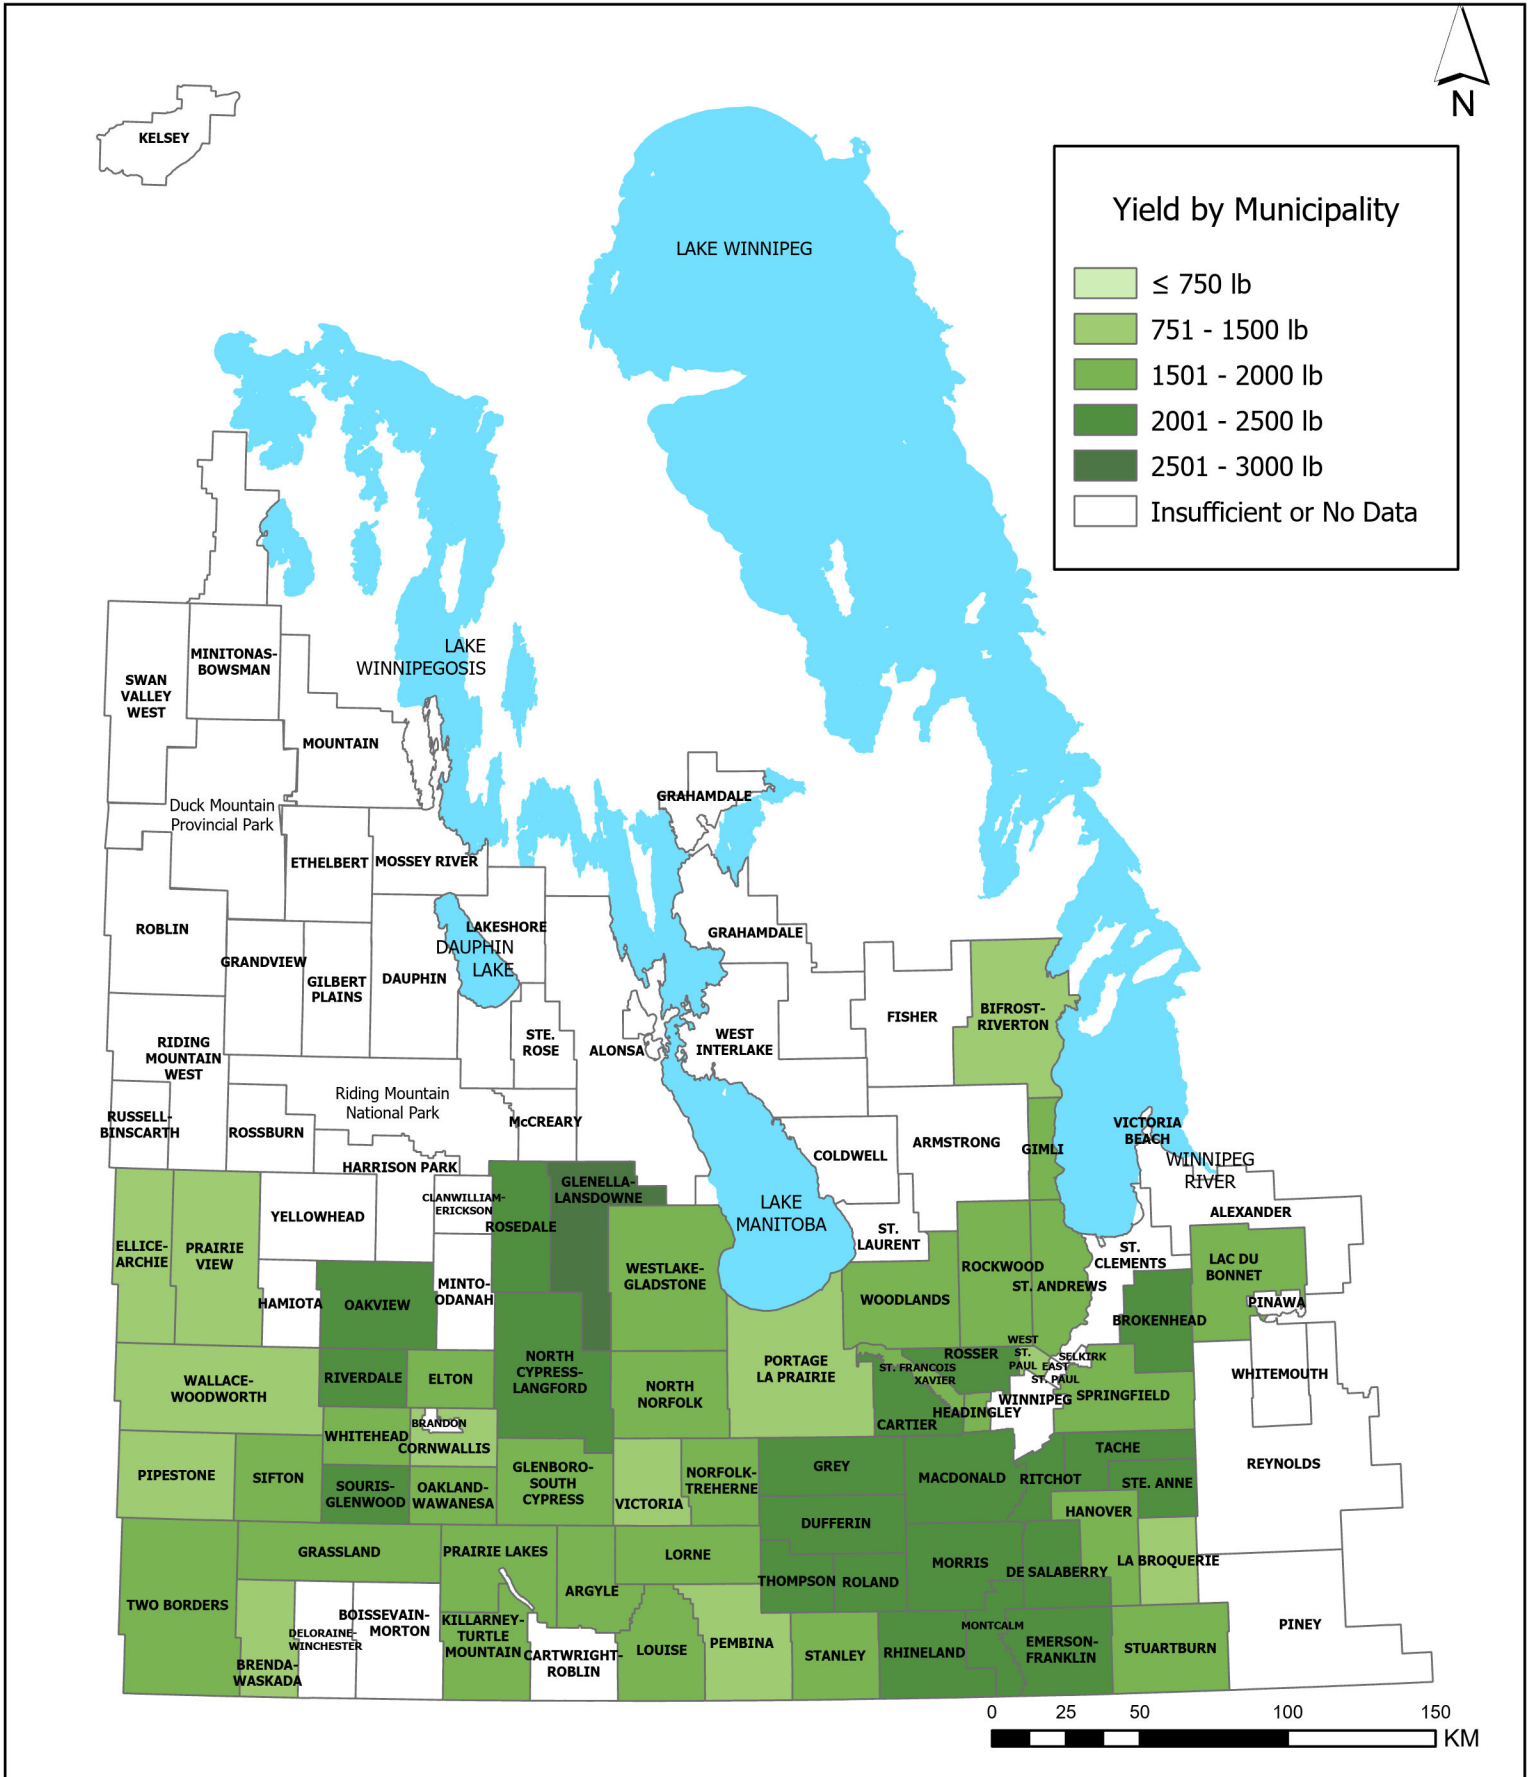 N
KELSEY
Yield by Municipality
≤ 750 lb
751 - 1500 lb
1501 - 2000 lb
2001 - 2500 lb
2501 - 3000 lb
Insufficient or No Data
LAKE WINNIPEG
LAKE
WINNIPEGOSIS
MINITONAS-
BOWSMAN
SWAN
VALLEY
WEST
MOUNTAIN
Duck Mountain
Provincial Park
GRAHAMDALE
ETHELBERT
MOSSEY RIVER
ROBLIN
LAKESHORE
DAUPHIN
LAKE
GRAHAMDALE
GRANDVIEW
GILBERT
PLAINS
DAUPHIN
FISHER
BIFROST-
RIVERTON
STE.
ROSE
ALONSA
WEST
INTERLAKE
RIDING
MOUNTAIN
WEST
Riding Mountain
National Park
RUSSELL-
BINSCARTH
ROSSBURN
McCREARY
VICTORIA
BEACH
ARMSTRONG
GIMLI
COLDWELL
WINNIPEG
RIVER
HARRISON PARK
CLANWILLIAM-
ERICKSON
GLENELLA-
LANSDOWNE
ROSEDALE
LAKE
MANITOBA
YELLOWHEAD
ALEXANDER
ST.
LAURENT
ELLICE-
ARCHIE
PRAIRIE
VIEW
ST.
CLEMENTS
LAC DU
BONNET
WESTLAKE-
GLADSTONE
ROCKWOOD
ST. ANDREWS
MINTO-
ODANAH
HAMIOTA
OAKVIEW
WOODLANDS
PINAWA
BROKENHEAD
WEST
ST.
PAUL
EAST
ST. PAUL
SELKIRK
ROSSER
ST. FRANCOIS
XAVIER
NORTH
CYPRESS-
LANGFORD
PORTAGE
LA PRAIRIE
WHITEMOUTH
WALLACE-
WOODWORTH
RIVERDALE
ELTON
NORTH
NORFOLK
WINNIPEG
SPRINGFIELD
HEADINGLEY
CARTIER
BRANDON
WHITEHEAD
CORNWALLIS
PIPESTONE
SIFTON
SOURIS-
GLENWOOD
OAKLAND-
WAWANESA
GLENBORO-
SOUTH
CYPRESS
VICTORIA
NORFOLK-
TREHERNE
GREY
MACDONALD
RITCHOT
TACHE
STE. ANNE
REYNOLDS
HANOVER
DUFFERIN
GRASSLAND
PRAIRIE LAKES
LORNE
MORRIS
DE SALABERRY
LA BROQUERIE
THOMPSON
ROLAND
ARGYLE
TWO BORDERS
BOISSEVAIN-
MORTON
DELORAINE-
WINCHESTER
KILLARNEY-
TURTLE
MOUNTAIN
CARTWRIGHT-
ROBLIN
LOUISE
PEMBINA
STANLEY
RHINELAND
MONTCALM
EMERSON-
FRANKLIN
STUARTBURN
PINEY
BRENDA-
WASKADA
0 25 50 100 150
KM